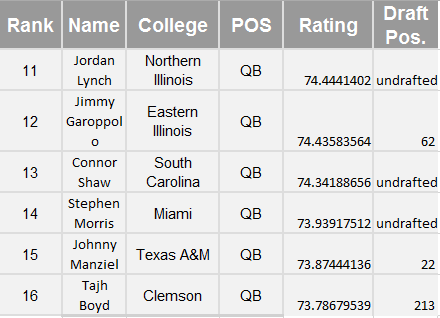 Rank Name College POS Rating Draft Pos.
11 Jordan Lynch Northern Illinois QB 74.4441402 undrafted
12 Jimmy Garoppolo Eastern Illinois QB 74.43583564 62
13 Connor Shaw South Carolina QB 74.34188656 undrafted
14 Stephen Morris Miami QB 73.93917512 undrafted
15 Johnny Manziel Texas A&M QB 73.87444136 22
16 Tajh Boyd Clemson QB 73.78679539 213